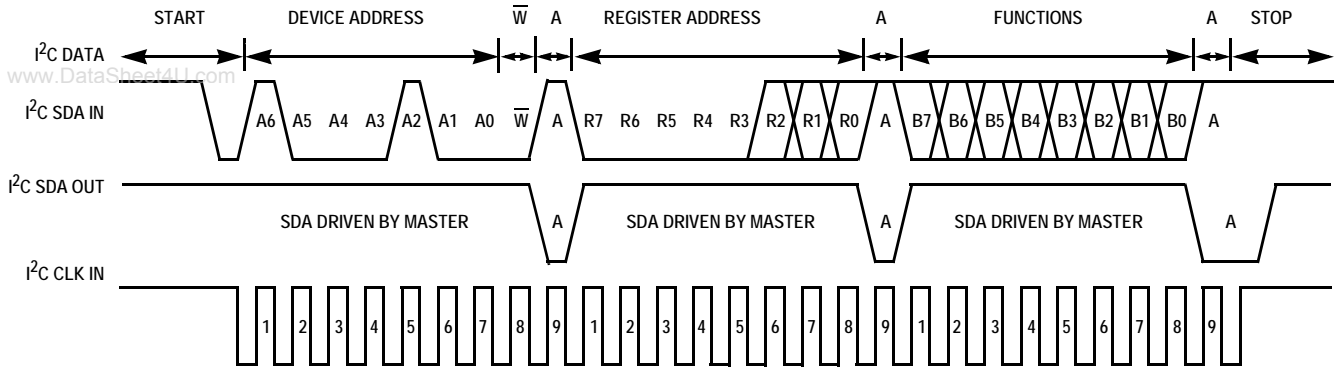 START DEVICE ADDRESS W̅ A REGISTER ADDRESS A FUNCTIONS A STOP
I²C DATA
www.DataSheet4U.com
I²C SDA IN A6 A5 A4 A3 A2 A1 A0 W̅ A R7 R6 R5 R4 R3 R2 R1 R0 A B7 B6 B5 B4 B3 B2 B1 B0 A
I²C SDA OUT
SDA DRIVEN BY MASTER A SDA DRIVEN BY MASTER A SDA DRIVEN BY MASTER A
I²C CLK IN
1 2 3 4 5 6 7 8 9 1 2 3 4 5 6 7 8 9 1 2 3 4 5 6 7 8 9